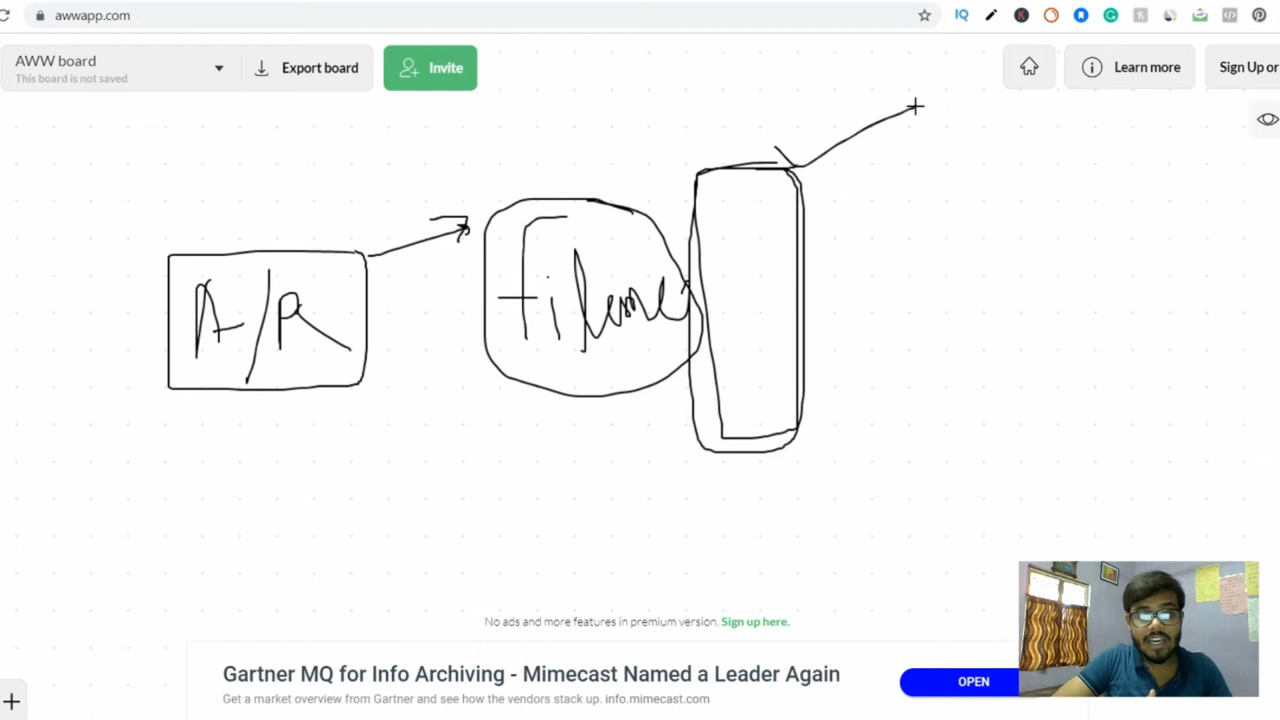 awwapp.com
AWW board
This board is not saved
Export board
Invite
Learn more
Sign Up or
A/R
No ads and more features in premium version. Sign up here.
Gartner MQ for Info Archiving - Mimecast Named a Leader Again
Get a market overview from Gartner and see how the vendors stack up. info.mimecast.com
OPEN